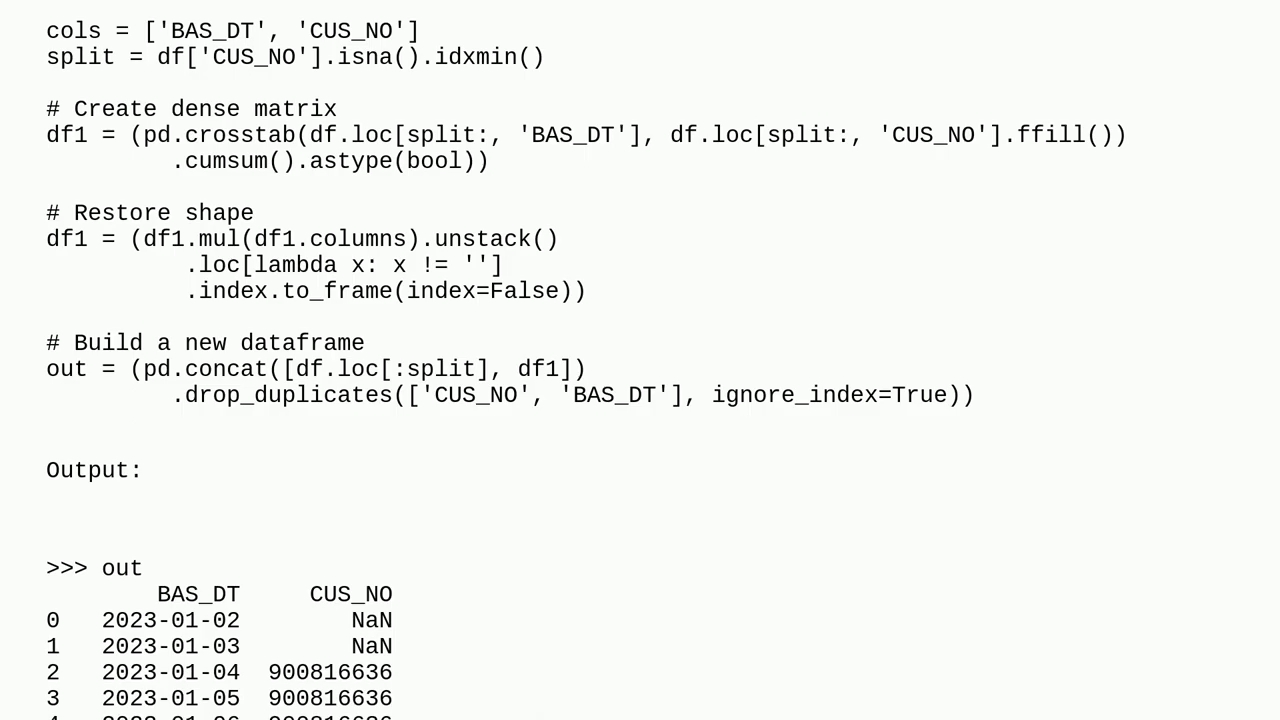 cols = ['BAS_DT', 'CUS_NO']
split = df['CUS_NO'].isna().idxmin()
# Create dense matrix
df1 = (pd.crosstab(df.loc[split:, 'BAS_DT'], df.loc[split:, 'CUS_NO'].ffill())
         .cumsum().astype(bool))
# Restore shape
df1 = (df1.mul(df1.columns).unstack()
          .loc[lambda x: x != '']
          .index.to_frame(index=False))
# Build a new dataframe
out = (pd.concat([df.loc[:split], df1])
         .drop_duplicates(['CUS_NO', 'BAS_DT'], ignore_index=True))
Output:
>>> out
        BAS_DT     CUS_NO
0   2023-01-02        NaN
1   2023-01-03        NaN
2   2023-01-04  900816636
3   2023-01-05  900816636